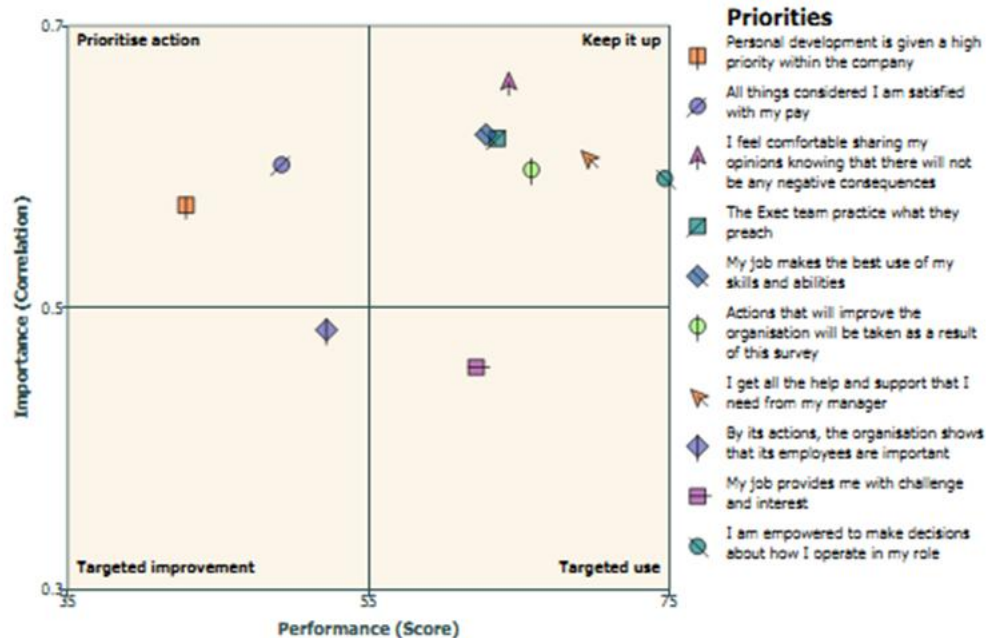 0.7
Prioritise action
Keep it up
0.5
Importance (Correlation)
Targeted improvement
Targeted use
0.3
35
55
75
Performance (Score)
Priorities
Personal development is given a high
priority within the company
All things considered I am satisfied
with my pay
I feel comfortable sharing my
opinions knowing that there will not
be any negative consequences
The Exec team practice what they
preach
My job makes the best use of my
skills and abilities
Actions that will improve the
organisation will be taken as a result
of this survey
I get all the help and support that I
need from my manager
By its actions, the organisation shows
that its employees are important
My job provides me with challenge
and interest
I am empowered to make decisions
about how I operate in my role